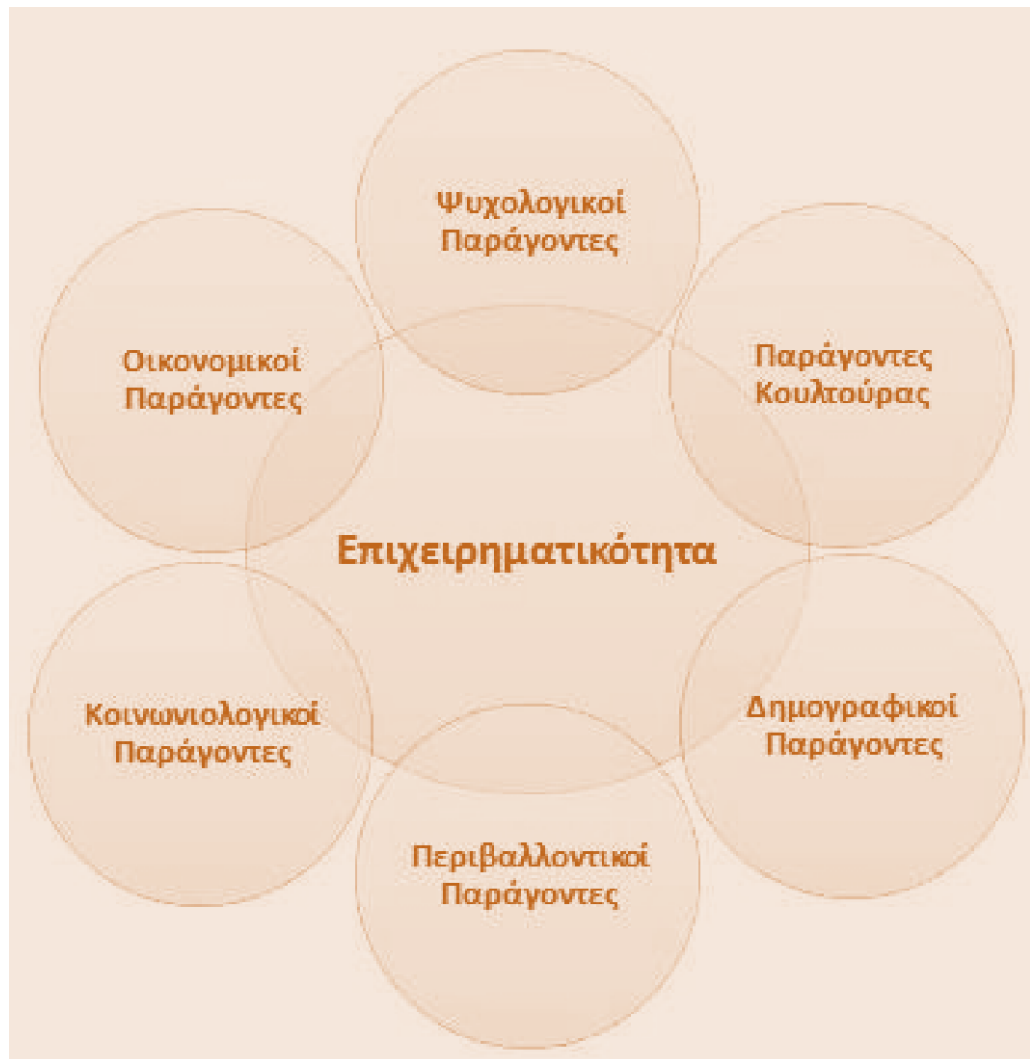 Ψυχολογικοί
Παράγοντες
Οικονομικοί
Παράγοντες
Παράγοντες
Κουλτούρας
Επιχειρηματικότητα
Κοινωνιολογικοί
Παράγοντες
Δημογραφικοί
Παράγοντες
Περιβαλλοντικοί
Παράγοντες